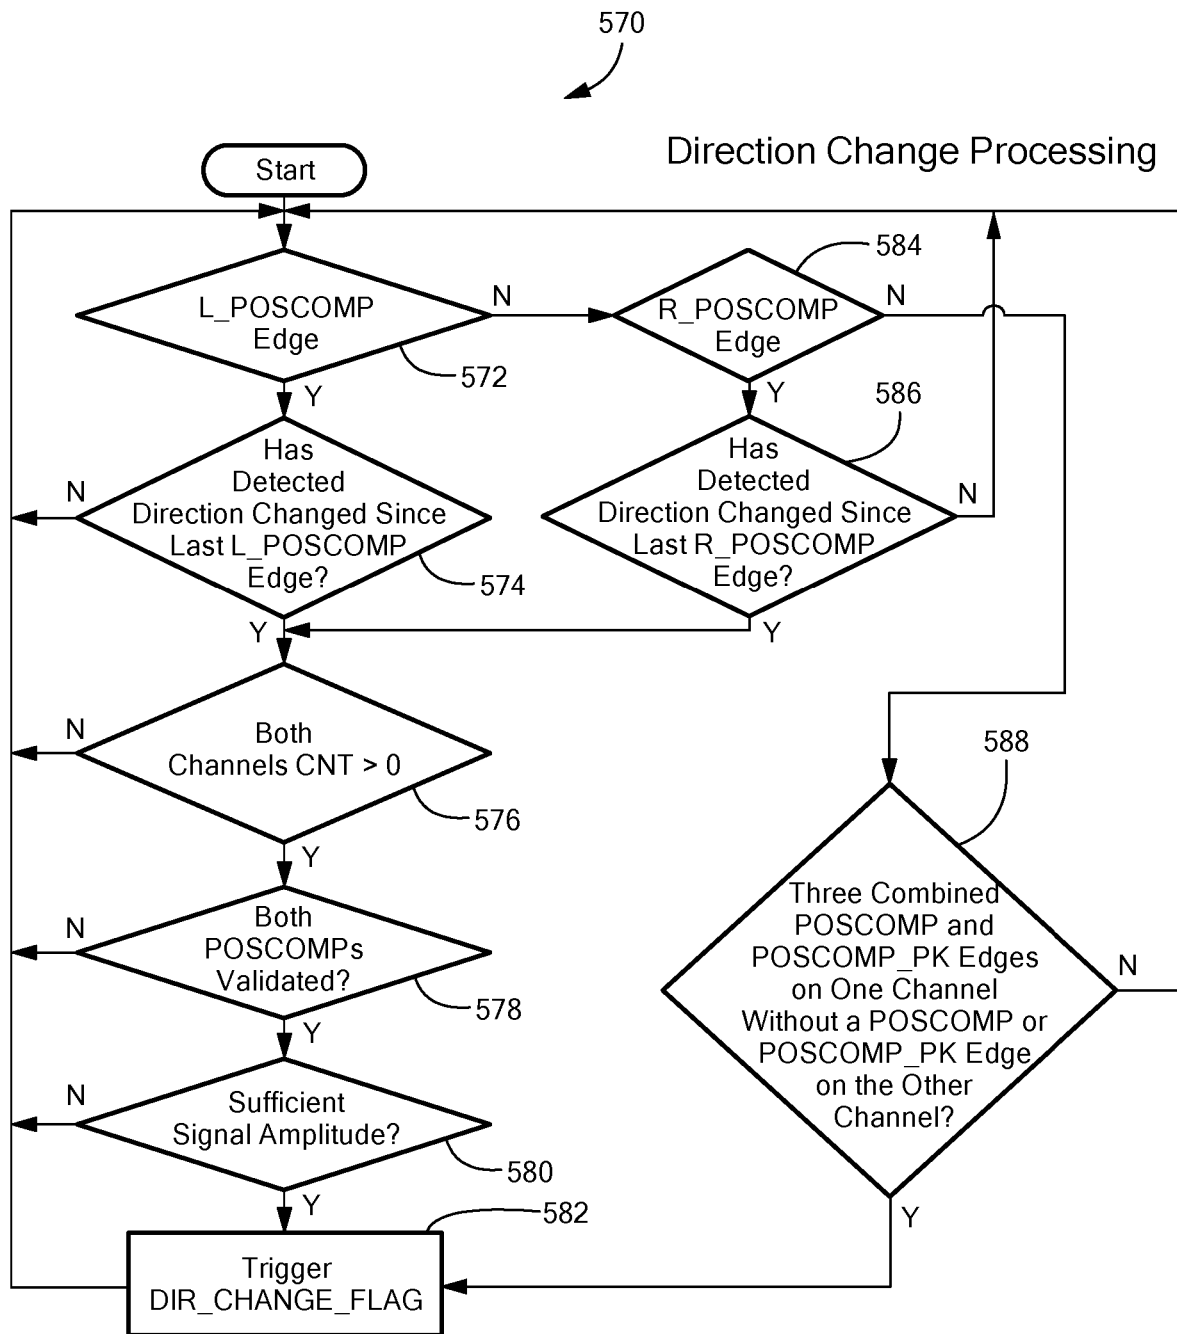 570
Direction Change Processing
Start
L_POSCOMP
Edge
572
N
Y
R_POSCOMP
Edge
584
N
Y
Has
Detected
Direction Changed Since
Last L_POSCOMP
Edge?
574
N
Y
Has
Detected
Direction Changed Since
Last R_POSCOMP
Edge?
586
N
Y
Both
Channels CNT > 0
576
N
Y
Both
POSCOMPs
Validated?
578
N
Y
Sufficient
Signal Amplitude?
580
N
Y
Three Combined
POSCOMP and
POSCOMP_PK Edges
on One Channel
Without a POSCOMP or
POSCOMP_PK Edge
on the Other
Channel?
588
N
Y
Trigger
DIR_CHANGE_FLAG
582